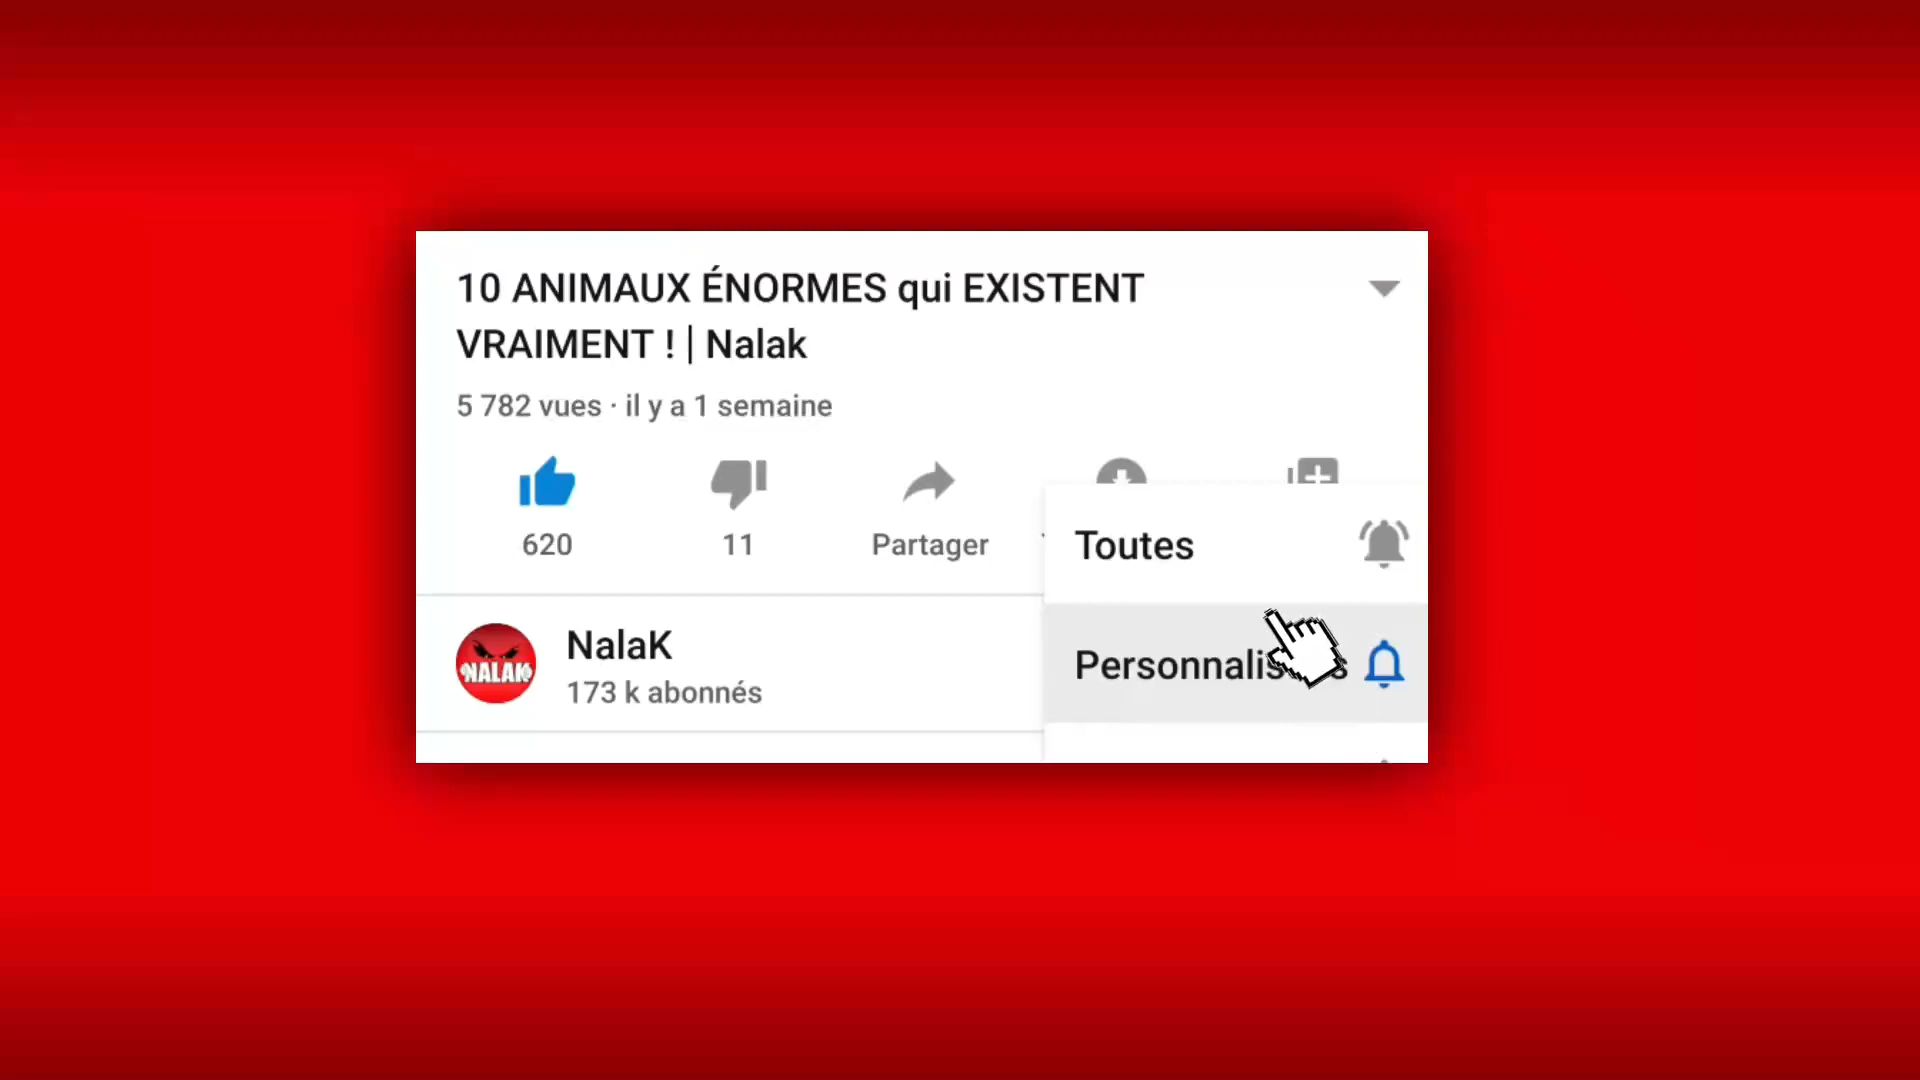 10 ANIMAUX ÉNORMES qui EXISTENT
VRAIMENT ! | Nalak
5 782 vues · il y a 1 semaine
620
11
Partager
Toutes
NALAK
NalaK
173 k abonnés